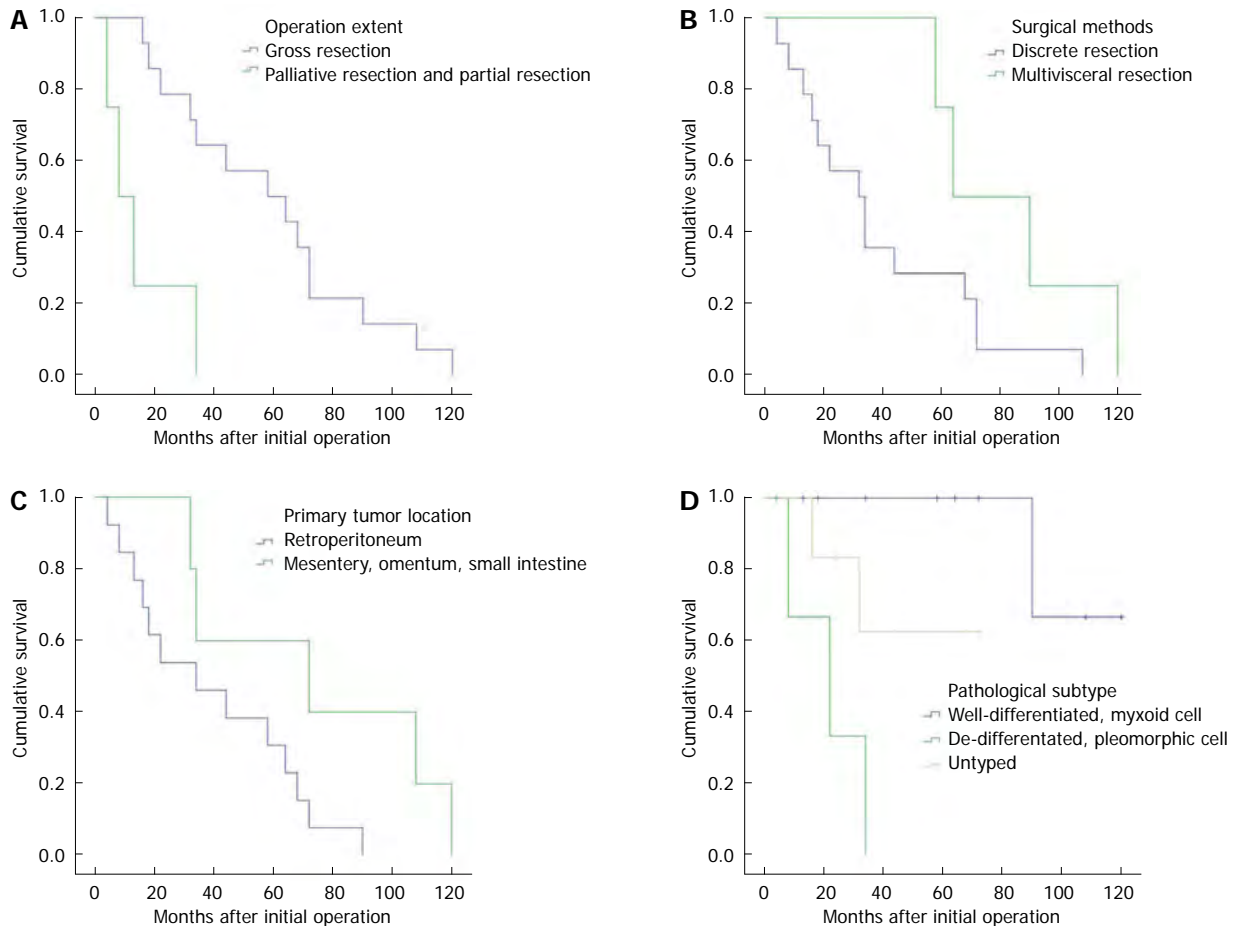 A
Operation extent
Gross resection
Palliative resection and partial resection
Cumulative survival
1.0
0.8
0.6
0.4
0.2
0.0
0 20 40 60 80 100 120
Months after initial operation
B
Surgical methods
Discrete resection
Multivisceral resection
Cumulative survival
1.0
0.8
0.6
0.4
0.2
0.0
0 20 40 60 80 100 120
Months after initial operation
C
Primary tumor location
Retroperitoneum
Mesentery, omentum, small intestine
Cumulative survival
1.0
0.8
0.6
0.4
0.2
0.0
0 20 40 60 80 100 120
Months after initial operation
D
Pathological subtype
Well-differentiated, myxoid cell
De-differentated, pleomorphic cell
Untyped
Cumulative survival
1.0
0.8
0.6
0.4
0.2
0.0
0 20 40 60 80 100 120
Months after initial operation